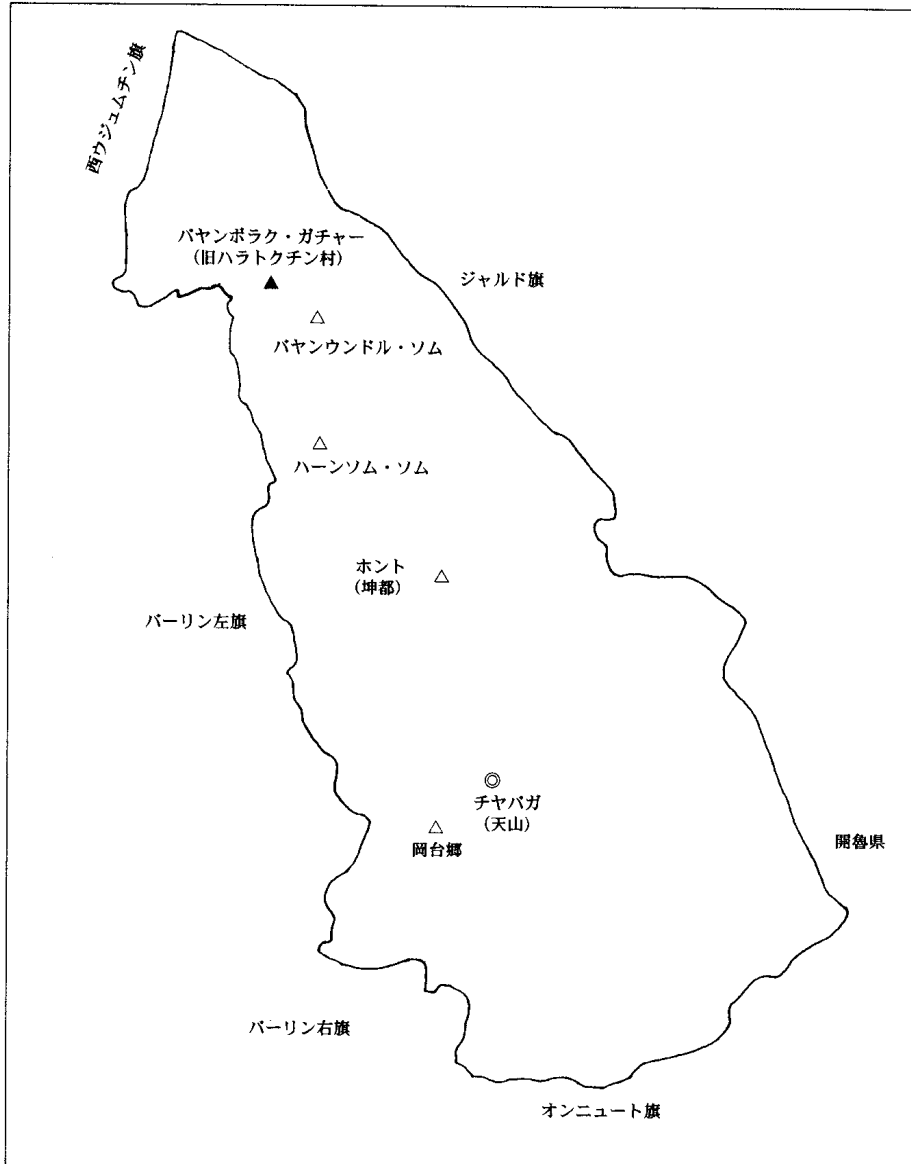 西ウジュムチン旗
バヤンボラク・ガチャー
(旧ハラトクチン村)
ジャルド旗
バヤンウンドル・ソム
ハーンソム・ソム
ホント
(坤都)
バーリン左旗
チヤバガ
(天山)
岡台郷
開魯県
バーリン右旗
オンニュート旗